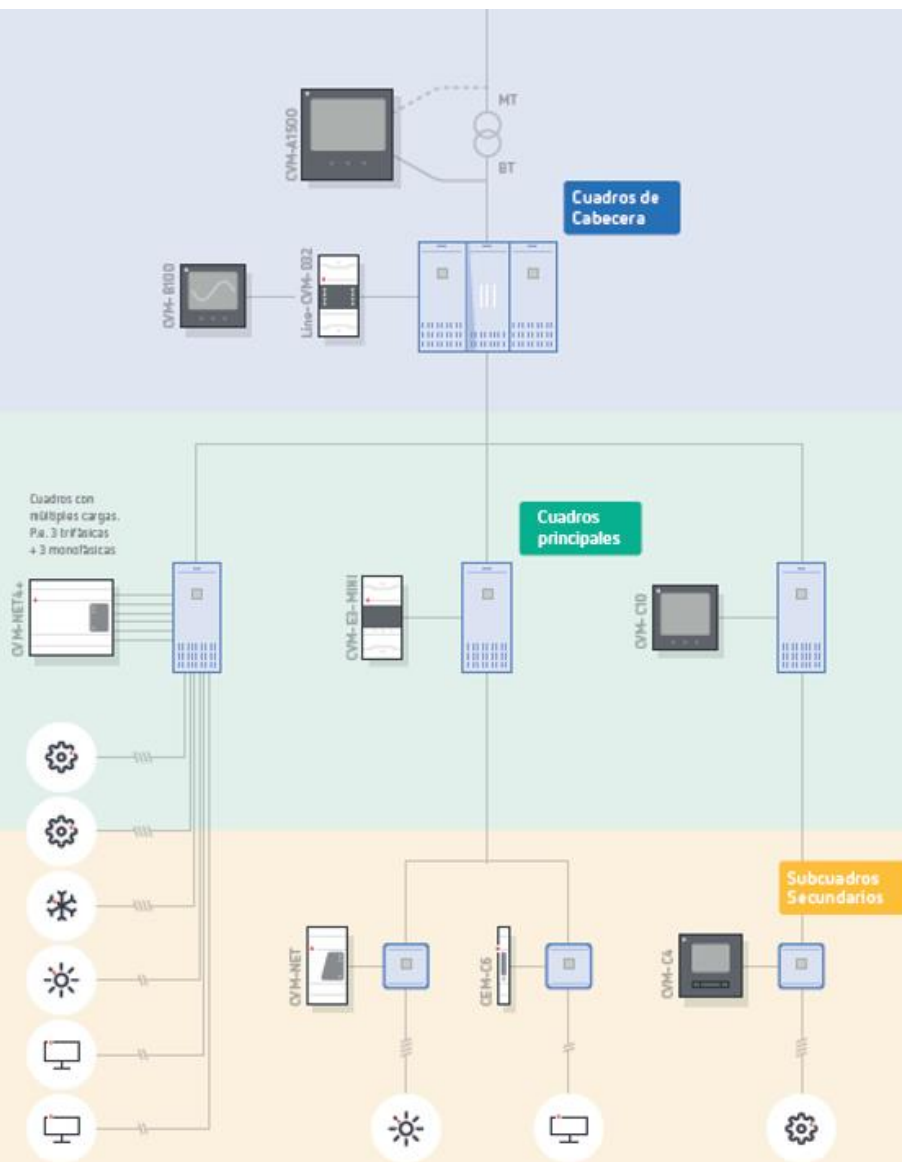 MT
CVM-A1500
BT
Cuadros de
Cabecera
CVM-B100
Line-CVM-D32
Cuadros con
múltiples cargas.
P.e. 3 trifásicas
+ 3 monofásicas
Cuadros
principales
CVM-NET4+
CVM-E3-MINI
CVM-C10
Subcuadros
Secundarios
CVM-NET
CEM-C6
CVM-C4